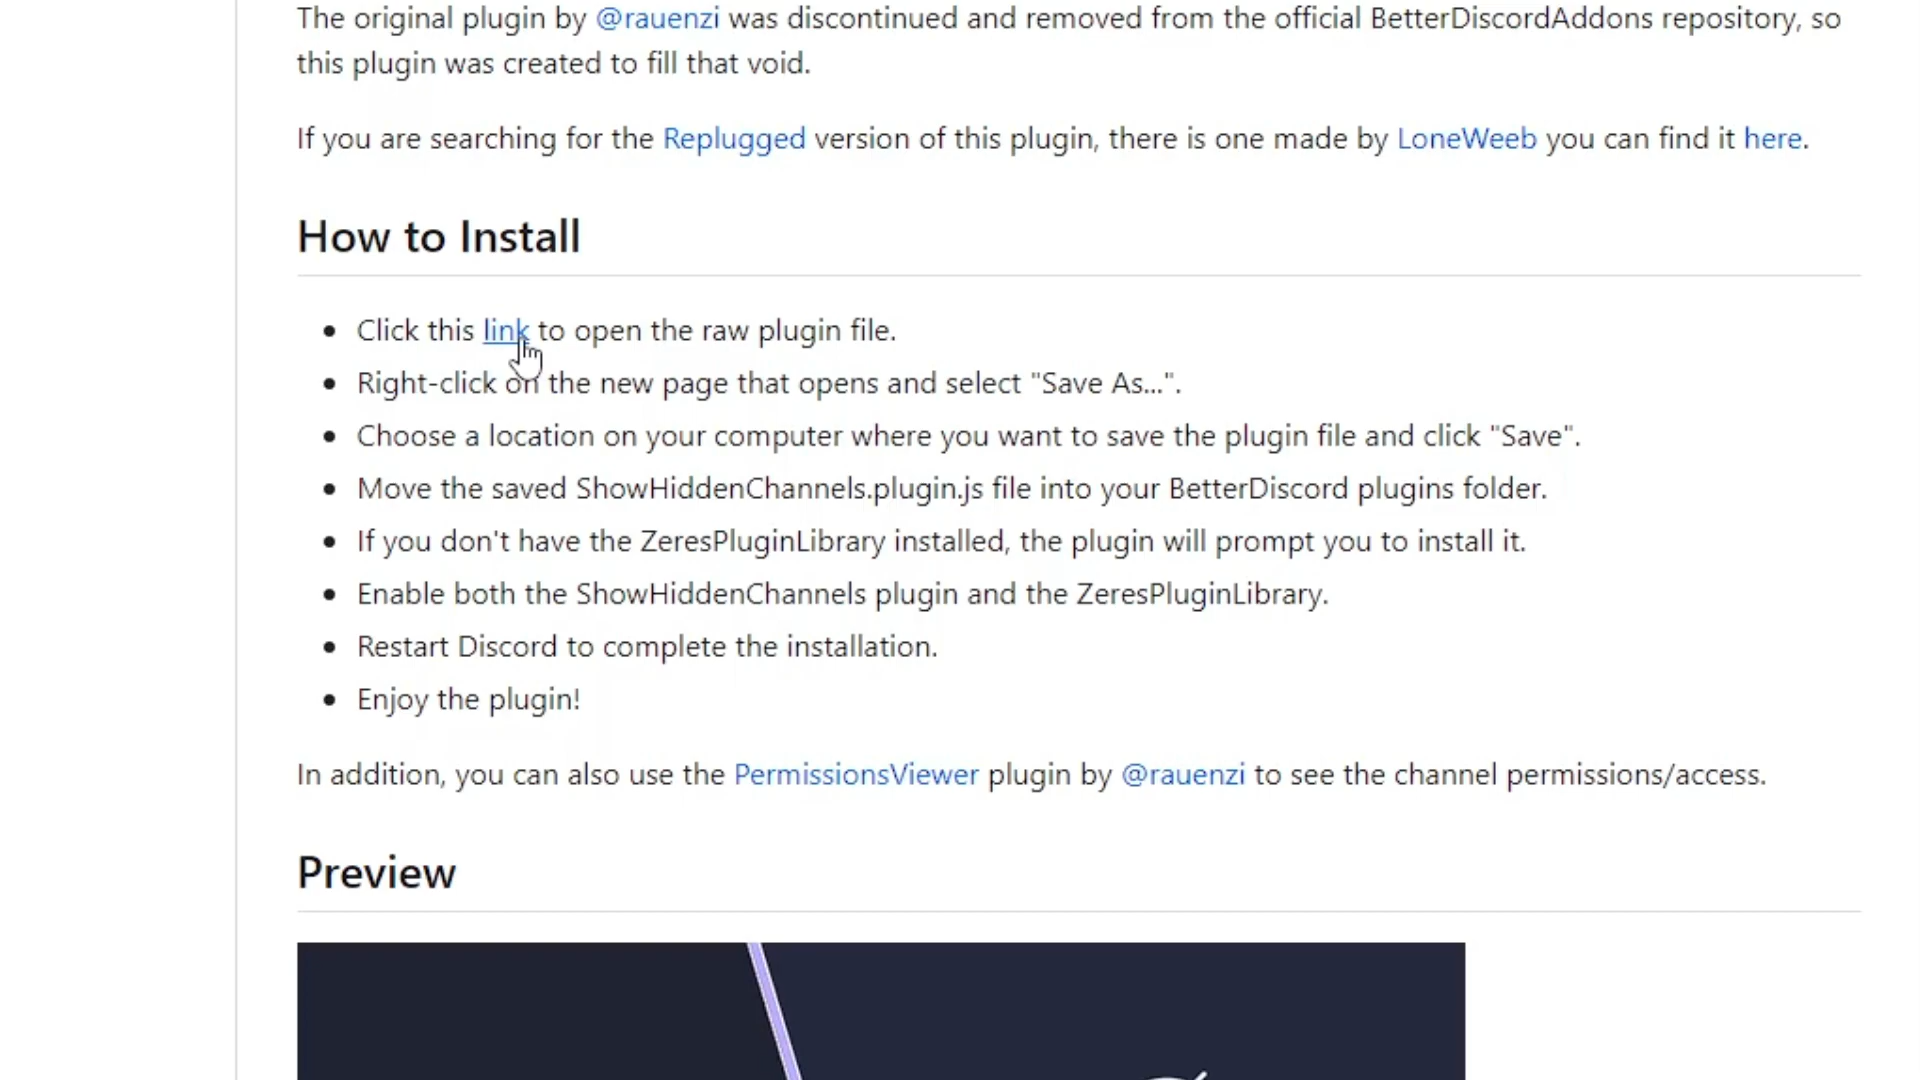 The original plugin by @rauenzi was discontinued and removed from the official BetterDiscordAddons repository, so
this plugin was created to fill that void.
If you are searching for the Replugged version of this plugin, there is one made by LoneWeeb you can find it here.
How to Install
• Click this link to open the raw plugin file.
• Right-click on the new page that opens and select "Save As...".
• Choose a location on your computer where you want to save the plugin file and click "Save".
• Move the saved ShowHiddenChannels.plugin.js file into your BetterDiscord plugins folder.
• If you don't have the ZeresPluginLibrary installed, the plugin will prompt you to install it.
• Enable both the ShowHiddenChannels plugin and the ZeresPluginLibrary.
• Restart Discord to complete the installation.
• Enjoy the plugin!
In addition, you can also use the PermissionsViewer plugin by @rauenzi to see the channel permissions/access.
Preview